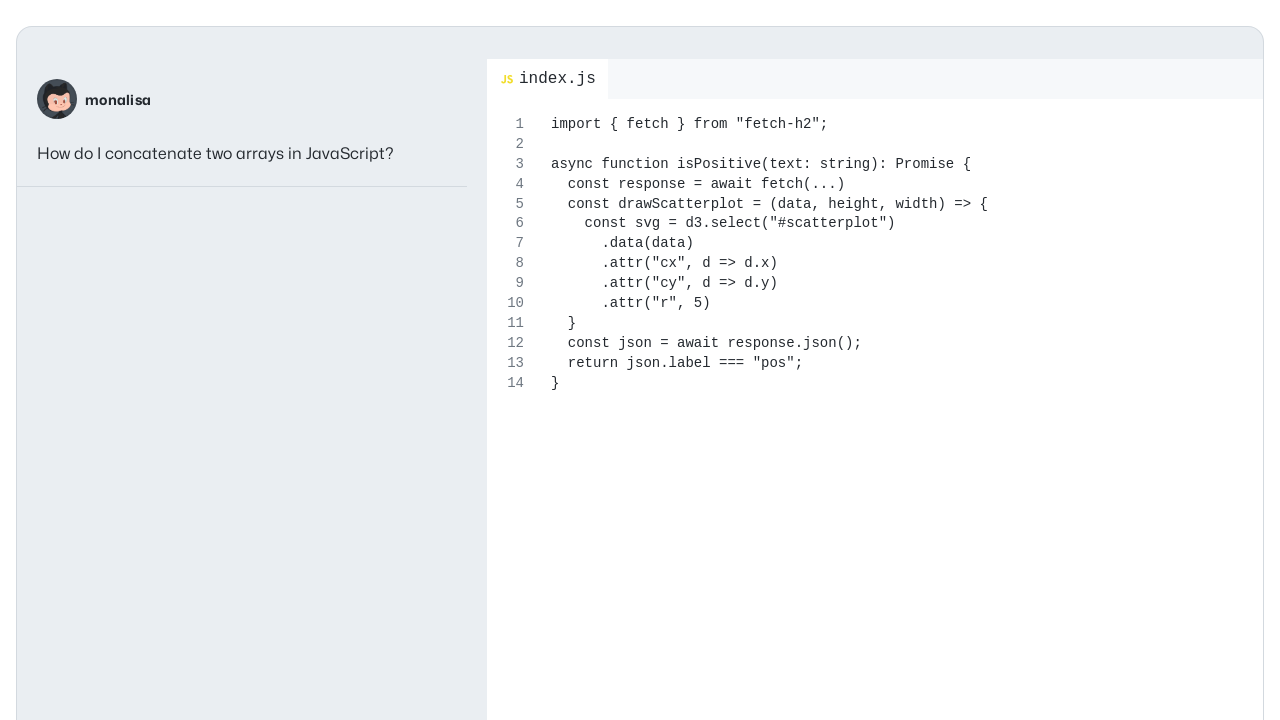 monalisa
How do I concatenate two arrays in JavaScript?
JS index.js
1 import { fetch } from "fetch-h2";
2
3 async function isPositive(text: string): Promise {
4   const response = await fetch(...)
5   const drawScatterplot = (data, height, width) => {
6     const svg = d3.select("#scatterplot")
7       .data(data)
8       .attr("cx", d => d.x)
9       .attr("cy", d => d.y)
10       .attr("r", 5)
11   }
12   const json = await response.json();
13   return json.label === "pos";
14 }